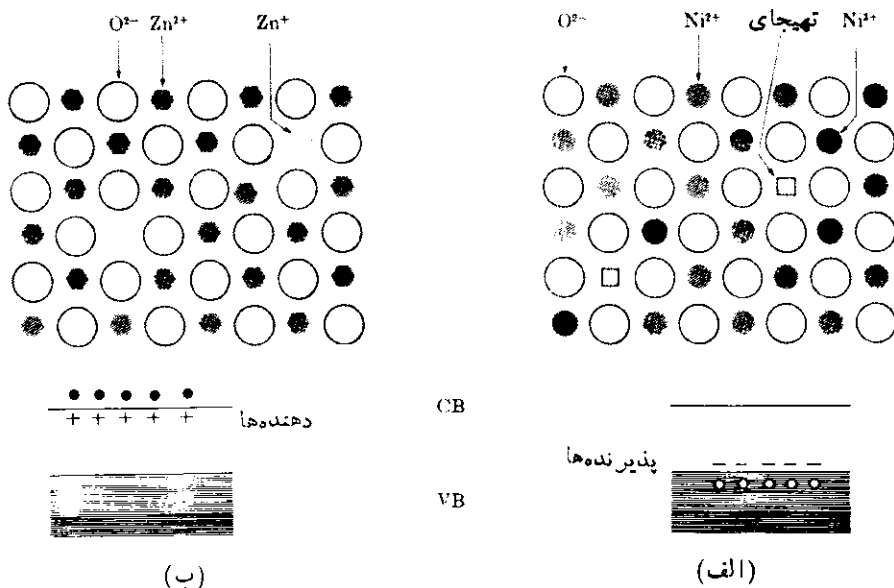 O²⁻ Zn²⁺ Zn⁺
O²⁻ Ni²⁺ تهیجای Ni³⁺
دهنده‌ها
CB
پذیرنده‌ها
VB
(ب)
(الف)